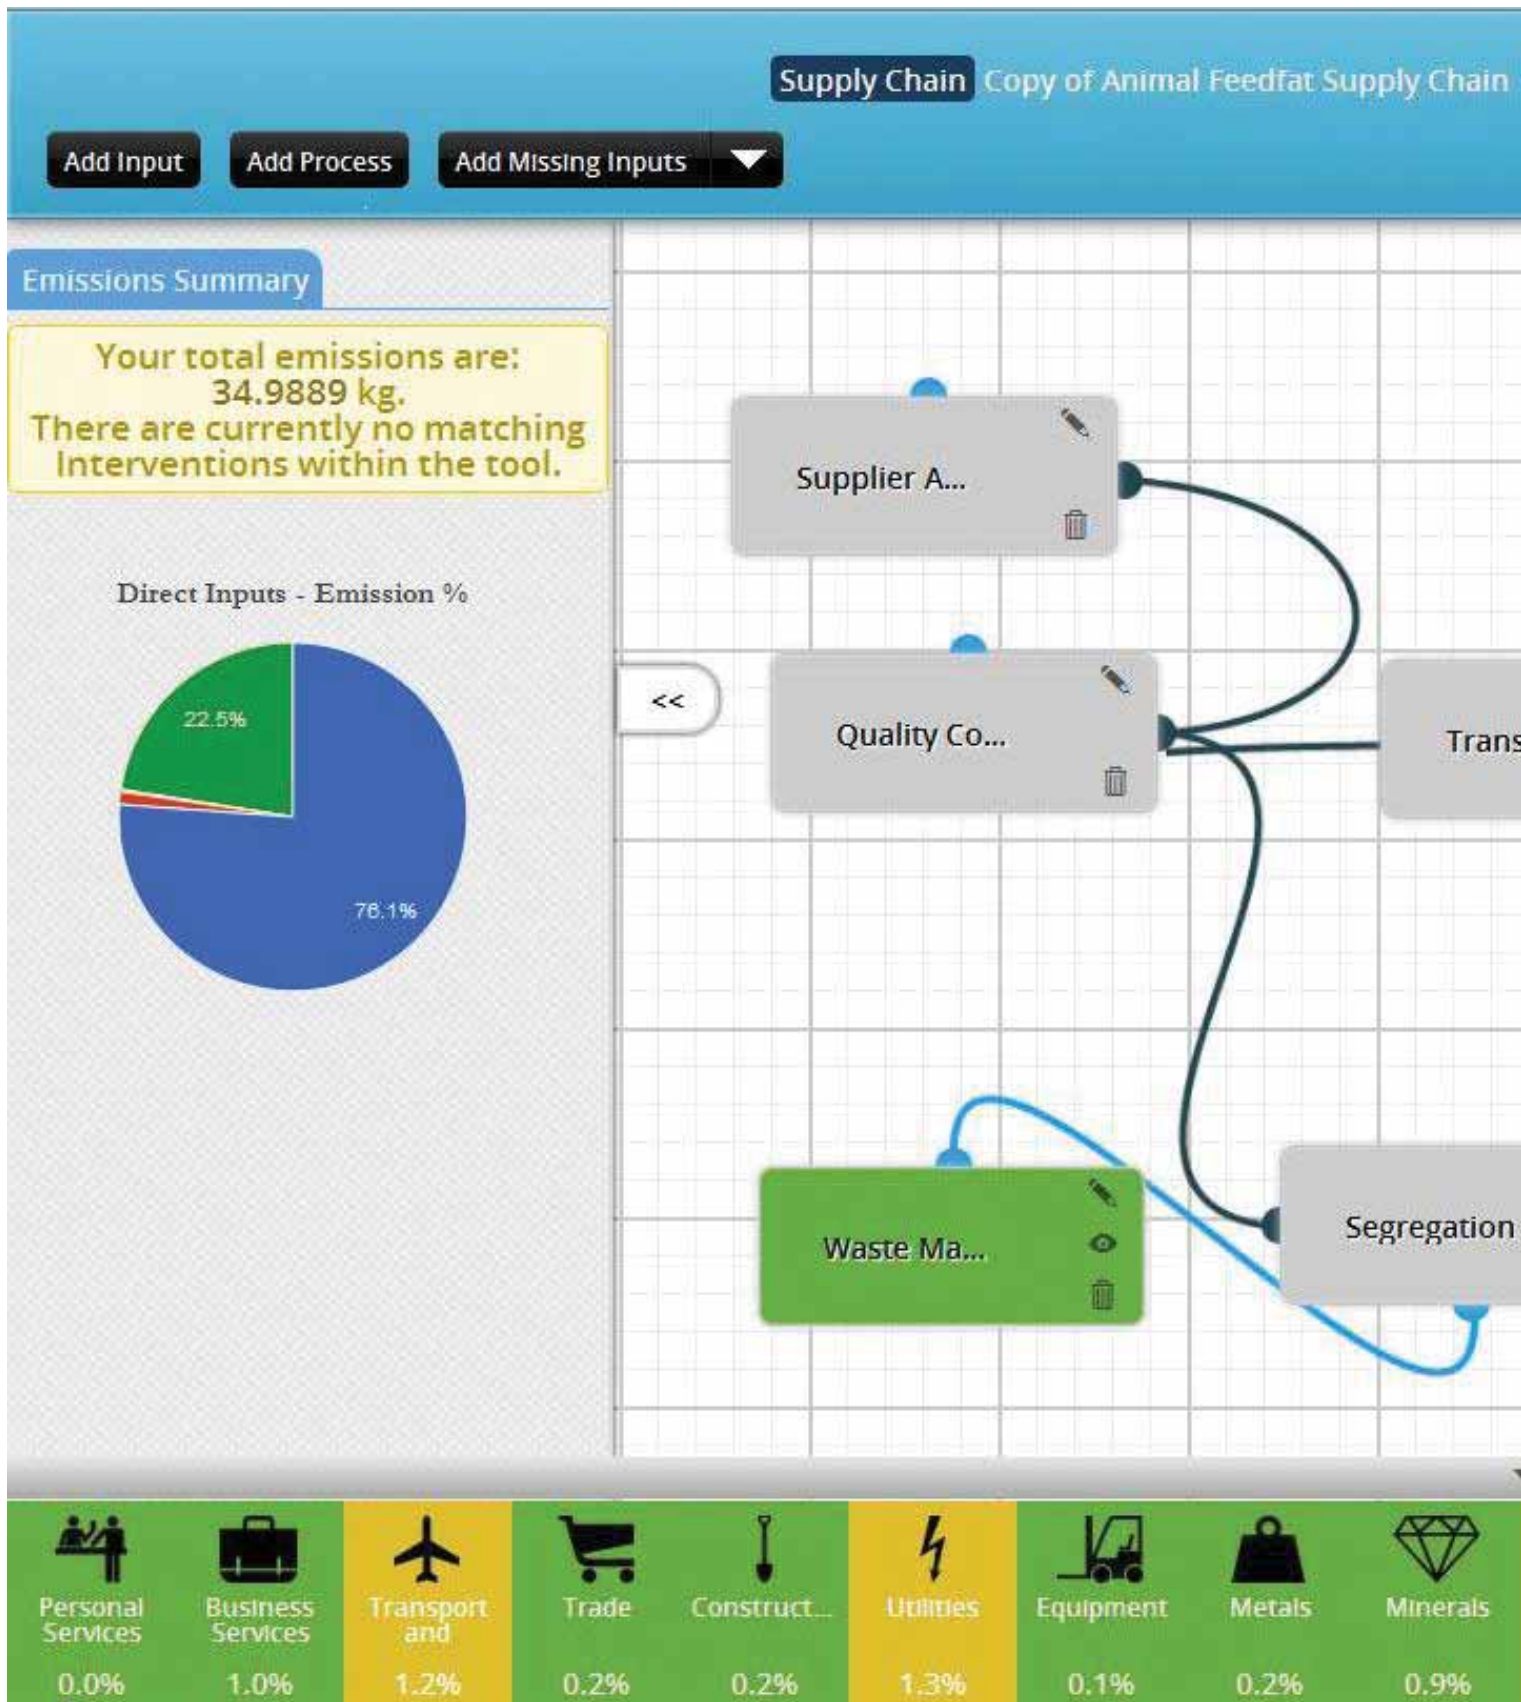 Supply Chain Copy of Animal Feedfat Supply Chain
Add Input Add Process Add Missing Inputs
Emissions Summary
Your total emissions are:
34.9889 kg.
There are currently no matching
Interventions within the tool.
Direct Inputs - Emission %
22.5%
76.1%
Supplier A...
<<
Quality Co...
Trans
Waste Ma...
Segregation
Personal
Services
0.0%
Business
Services
1.0%
Transport
and
1.2%
Trade
0.2%
Construct...
0.2%
Utilities
1.3%
Equipment
0.1%
Metals
0.2%
Minerals
0.9%